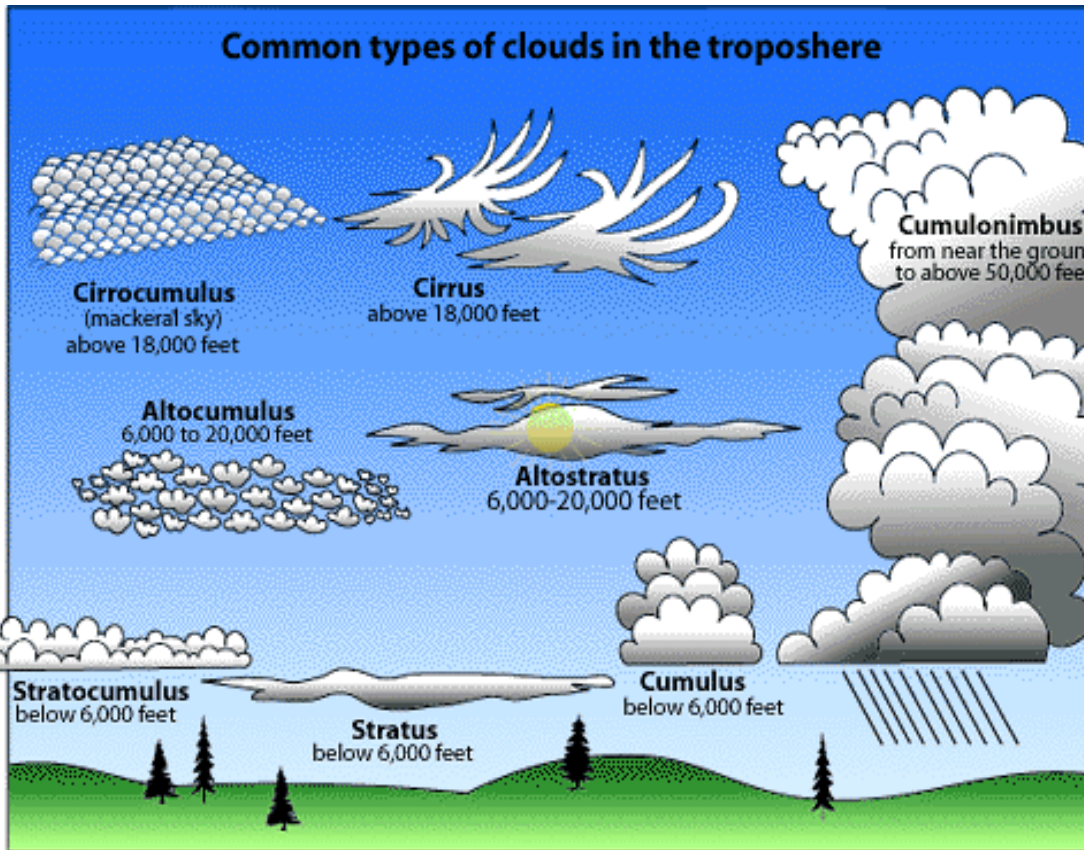 Common types of clouds in the troposhere
Cirrocumulus
(mackeral sky)
above 18,000 feet
Cirrus
above 18,000 feet
Cumulonimbus
from near the groun
to above 50,000 feet
Altocumulus
6,000 to 20,000 feet
Altostratus
6,000-20,000 feet
Stratocumulus
below 6,000 feet
Stratus
below 6,000 feet
Cumulus
below 6,000 feet